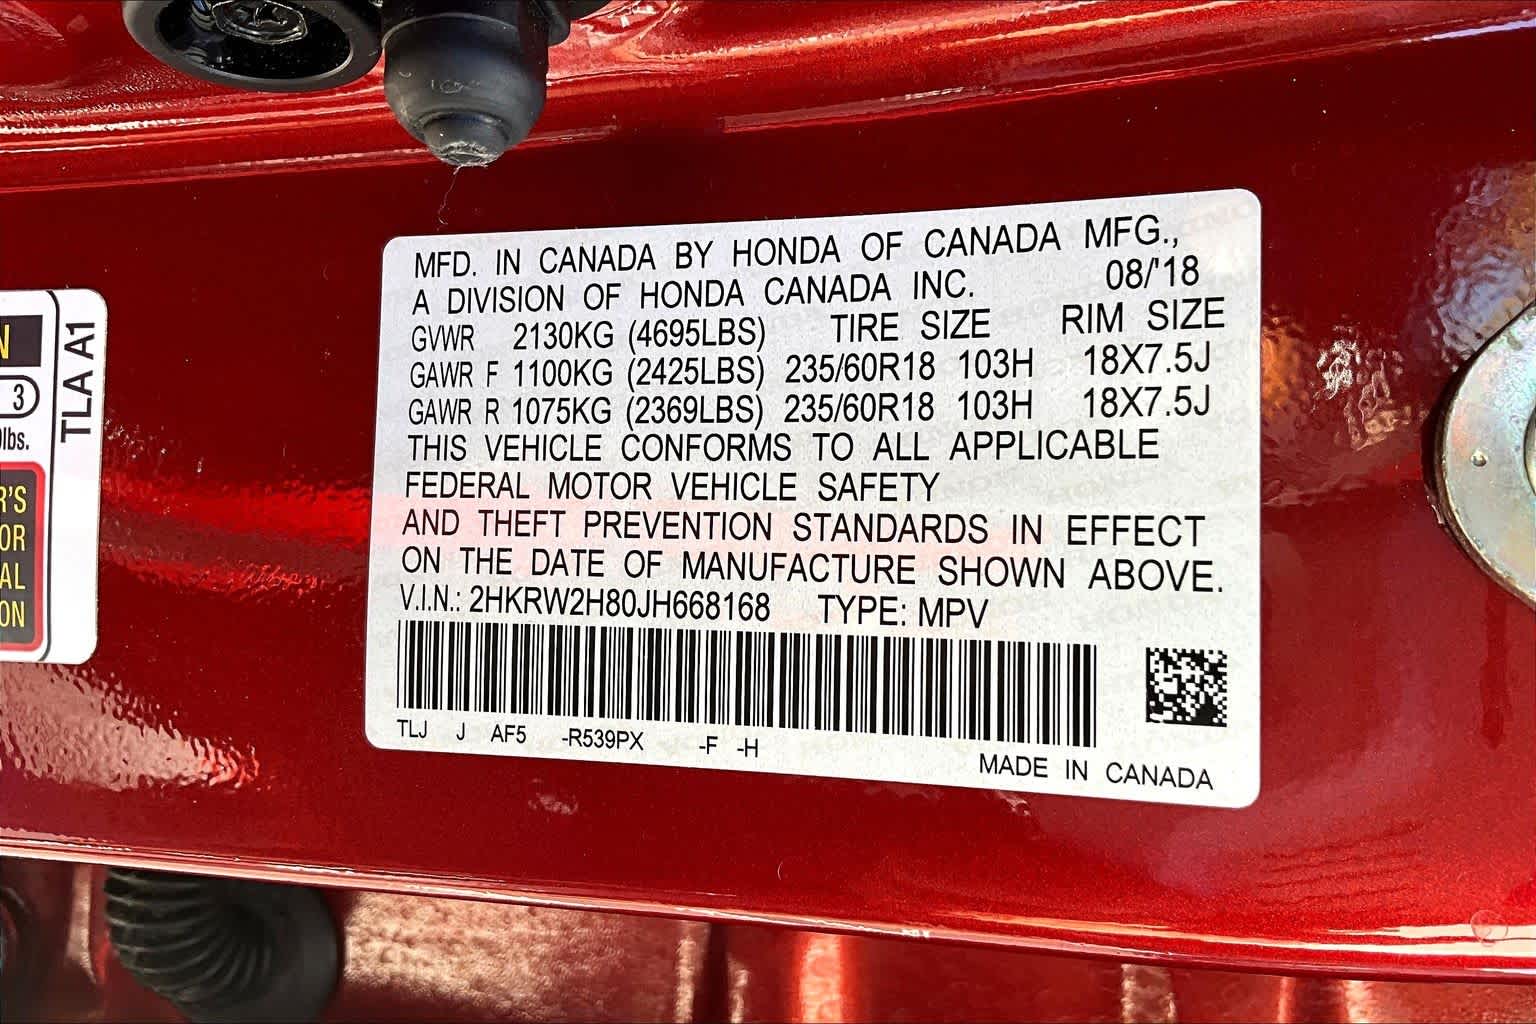 MFD. IN CANADA BY HONDA OF CANADA MFG.,
A DIVISION OF HONDA CANADA INC. 08/'18
GVWR 2130KG (4695LBS) TIRE SIZE RIM SIZE
GAWR F 1100KG (2425LBS) 235/60R18 103H 18X7.5J
GAWR R 1075KG (2369LBS) 235/60R18 103H 18X7.5J
THIS VEHICLE CONFORMS TO ALL APPLICABLE
FEDERAL MOTOR VEHICLE SAFETY
AND THEFT PREVENTION STANDARDS IN EFFECT
ON THE DATE OF MANUFACTURE SHOWN ABOVE.
V.I.N.: 2HKRW2H80JH668168 TYPE: MPV
TLJ J AF5 -R539PX -F -H
MADE IN CANADA
TLA A1
3
lbs.